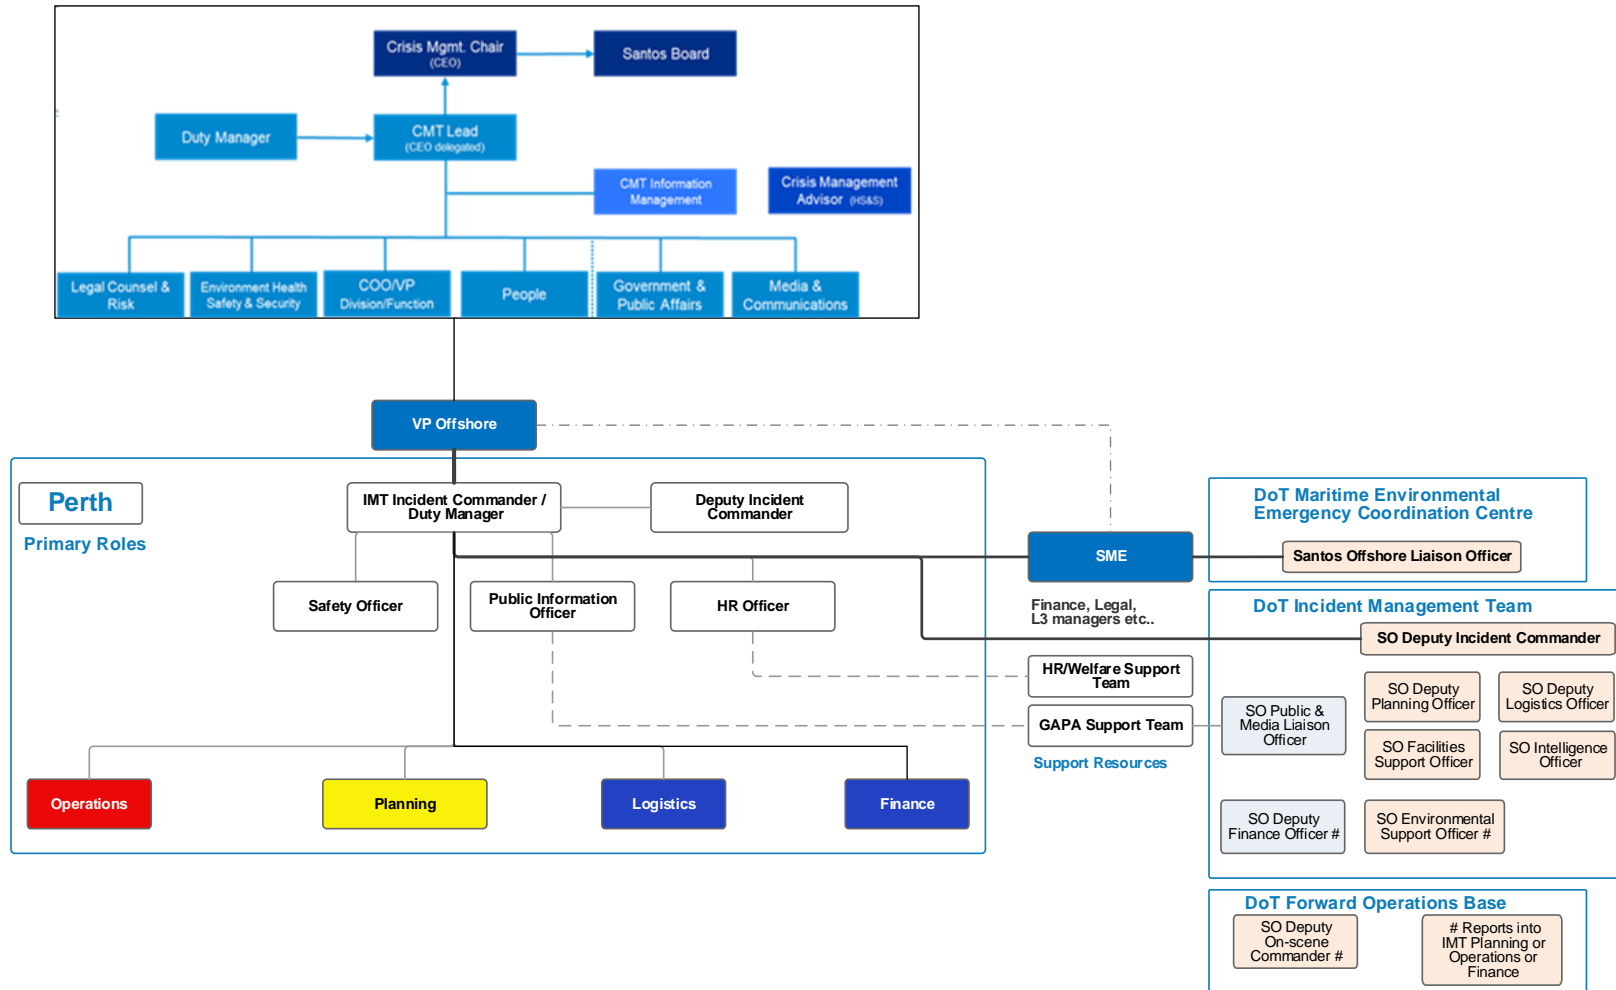 Crisis Mgmt. Chair
(CEO)
Santos Board
Duty Manager
CMT Lead
(CEO delegated)
CMT Information
Management
Crisis Management
Advisor (HS&S)
Legal Counsel &
Risk
Environment Health
Safety & Security
COO/VP
Division/Function
People
Government &
Public Affairs
Media &
Communications
VP Offshore
Perth
Primary Roles
IMT Incident Commander /
Duty Manager
Deputy Incident
Commander
Safety Officer
Public Information
Officer
HR Officer
SME
Finance, Legal,
L3 managers etc..
HR/Welfare Support
Team
GAPA Support Team
Support Resources
Operations
Planning
Logistics
Finance
DoT Maritime Environmental
Emergency Coordination Centre
Santos Offshore Liaison Officer
DoT Incident Management Team
SO Deputy Incident Commander
SO Public &
Media Liaison
Officer
SO Deputy
Planning Officer
SO Deputy
Logistics Officer
SO Facilities
Support Officer
SO Intelligence
Officer
SO Deputy
Finance Officer #
SO Environmental
Support Officer #
DoT Forward Operations Base
SO Deputy
On-scene
Commander #
# Reports into
IMT Planning or
Operations or
Finance